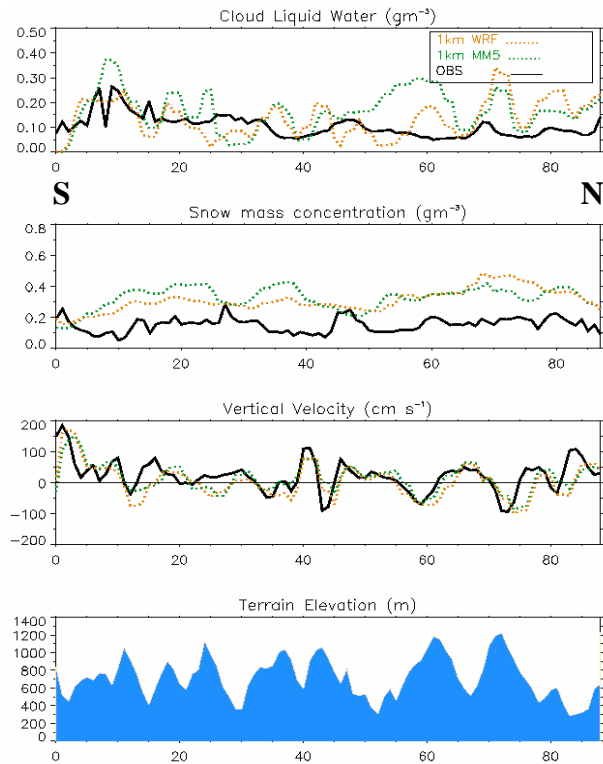 Cloud Liquid Water (gm⁻³)
0.50
0.40
0.30
0.20
0.10
0.00
1km WRF
1km MM5
OBS
0 20 40 60 80
S N
Snow mass concentration (gm⁻³)
0.8
0.6
0.4
0.2
0.0
0 20 40 60 80
Vertical Velocity (cm s⁻¹)
200
100
0
−100
−200
0 20 40 60 80
Terrain Elevation (m)
1400
1200
1000
800
600
400
200
0
0 20 40 60 80